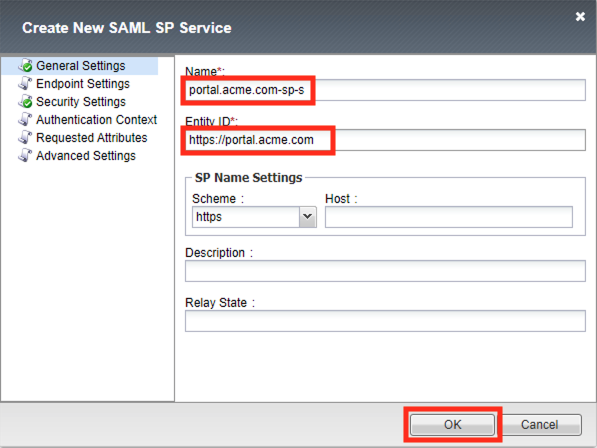 Create New SAML SP Service
General Settings
Endpoint Settings
Security Settings
Authentication Context
Requested Attributes
Advanced Settings
Name*:
portal.acme.com-sp-s
Entity ID*:
https://portal.acme.com
SP Name Settings
Scheme : Host :
https
Description :
Relay State :
OK Cancel